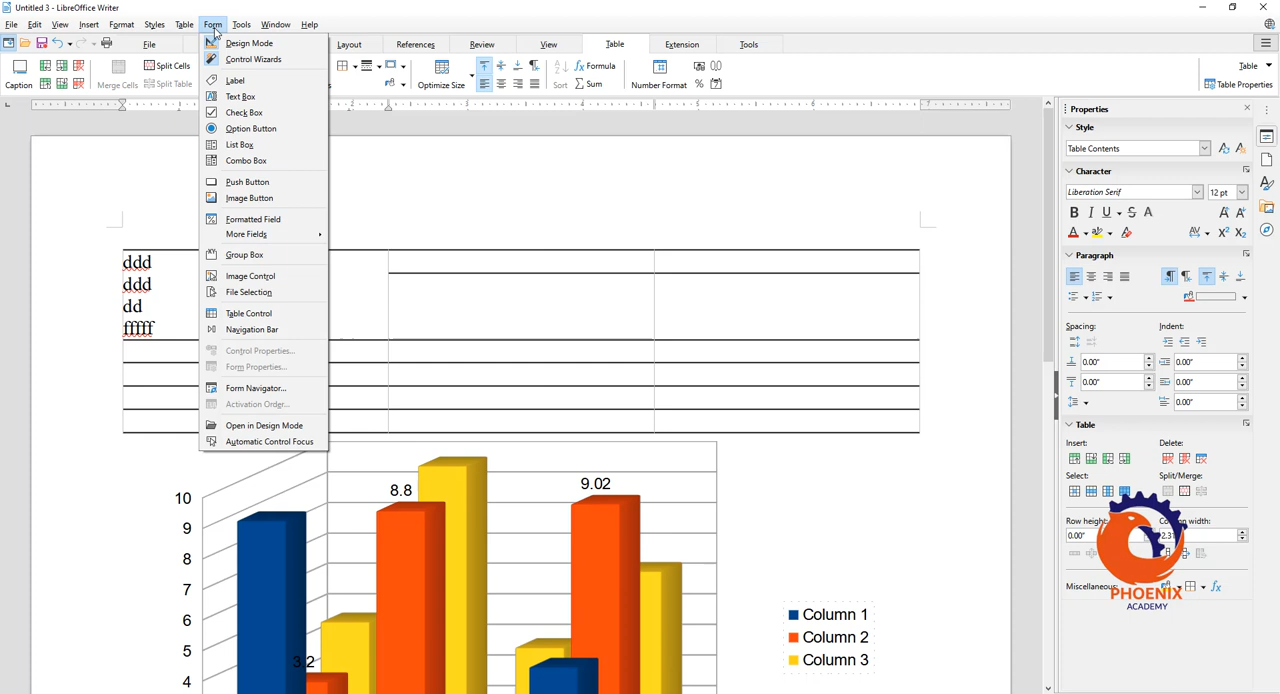 Untitled 3 - LibreOffice Writer
File Edit View Insert Format Styles Table Form Tools Window Help
File Layout References Review View Table Extension Tools
Caption
Merge Cells
Split Cells
Split Table
Optimize Size
Sort
Formula
Sum
Number Format
Table
Table Properties
Design Mode
Control Wizards
Label
Text Box
Check Box
Option Button
List Box
Combo Box
Push Button
Image Button
Formatted Field
More Fields
Group Box
Image Control
File Selection
Table Control
Navigation Bar
Control Properties...
Form Properties...
Form Navigator...
Activation Order...
Open in Design Mode
Automatic Control Focus
2 3 4 5 6 7
ddd
ddd
dd
fffff
10
9
8
7
6
5
4
8.8
9.02
3.2
Column 1
Column 2
Column 3
Properties
Style
Table Contents
Character
Liberation Serif
12 pt
Paragraph
Spacing:
Indent:
0.00"
0.00"
0.00"
0.00"
0.00"
Table
Insert:
Delete:
Select:
Split/Merge:
Row height:
0.00"
Miscellaneous:
PHOENIX
ACADEMY